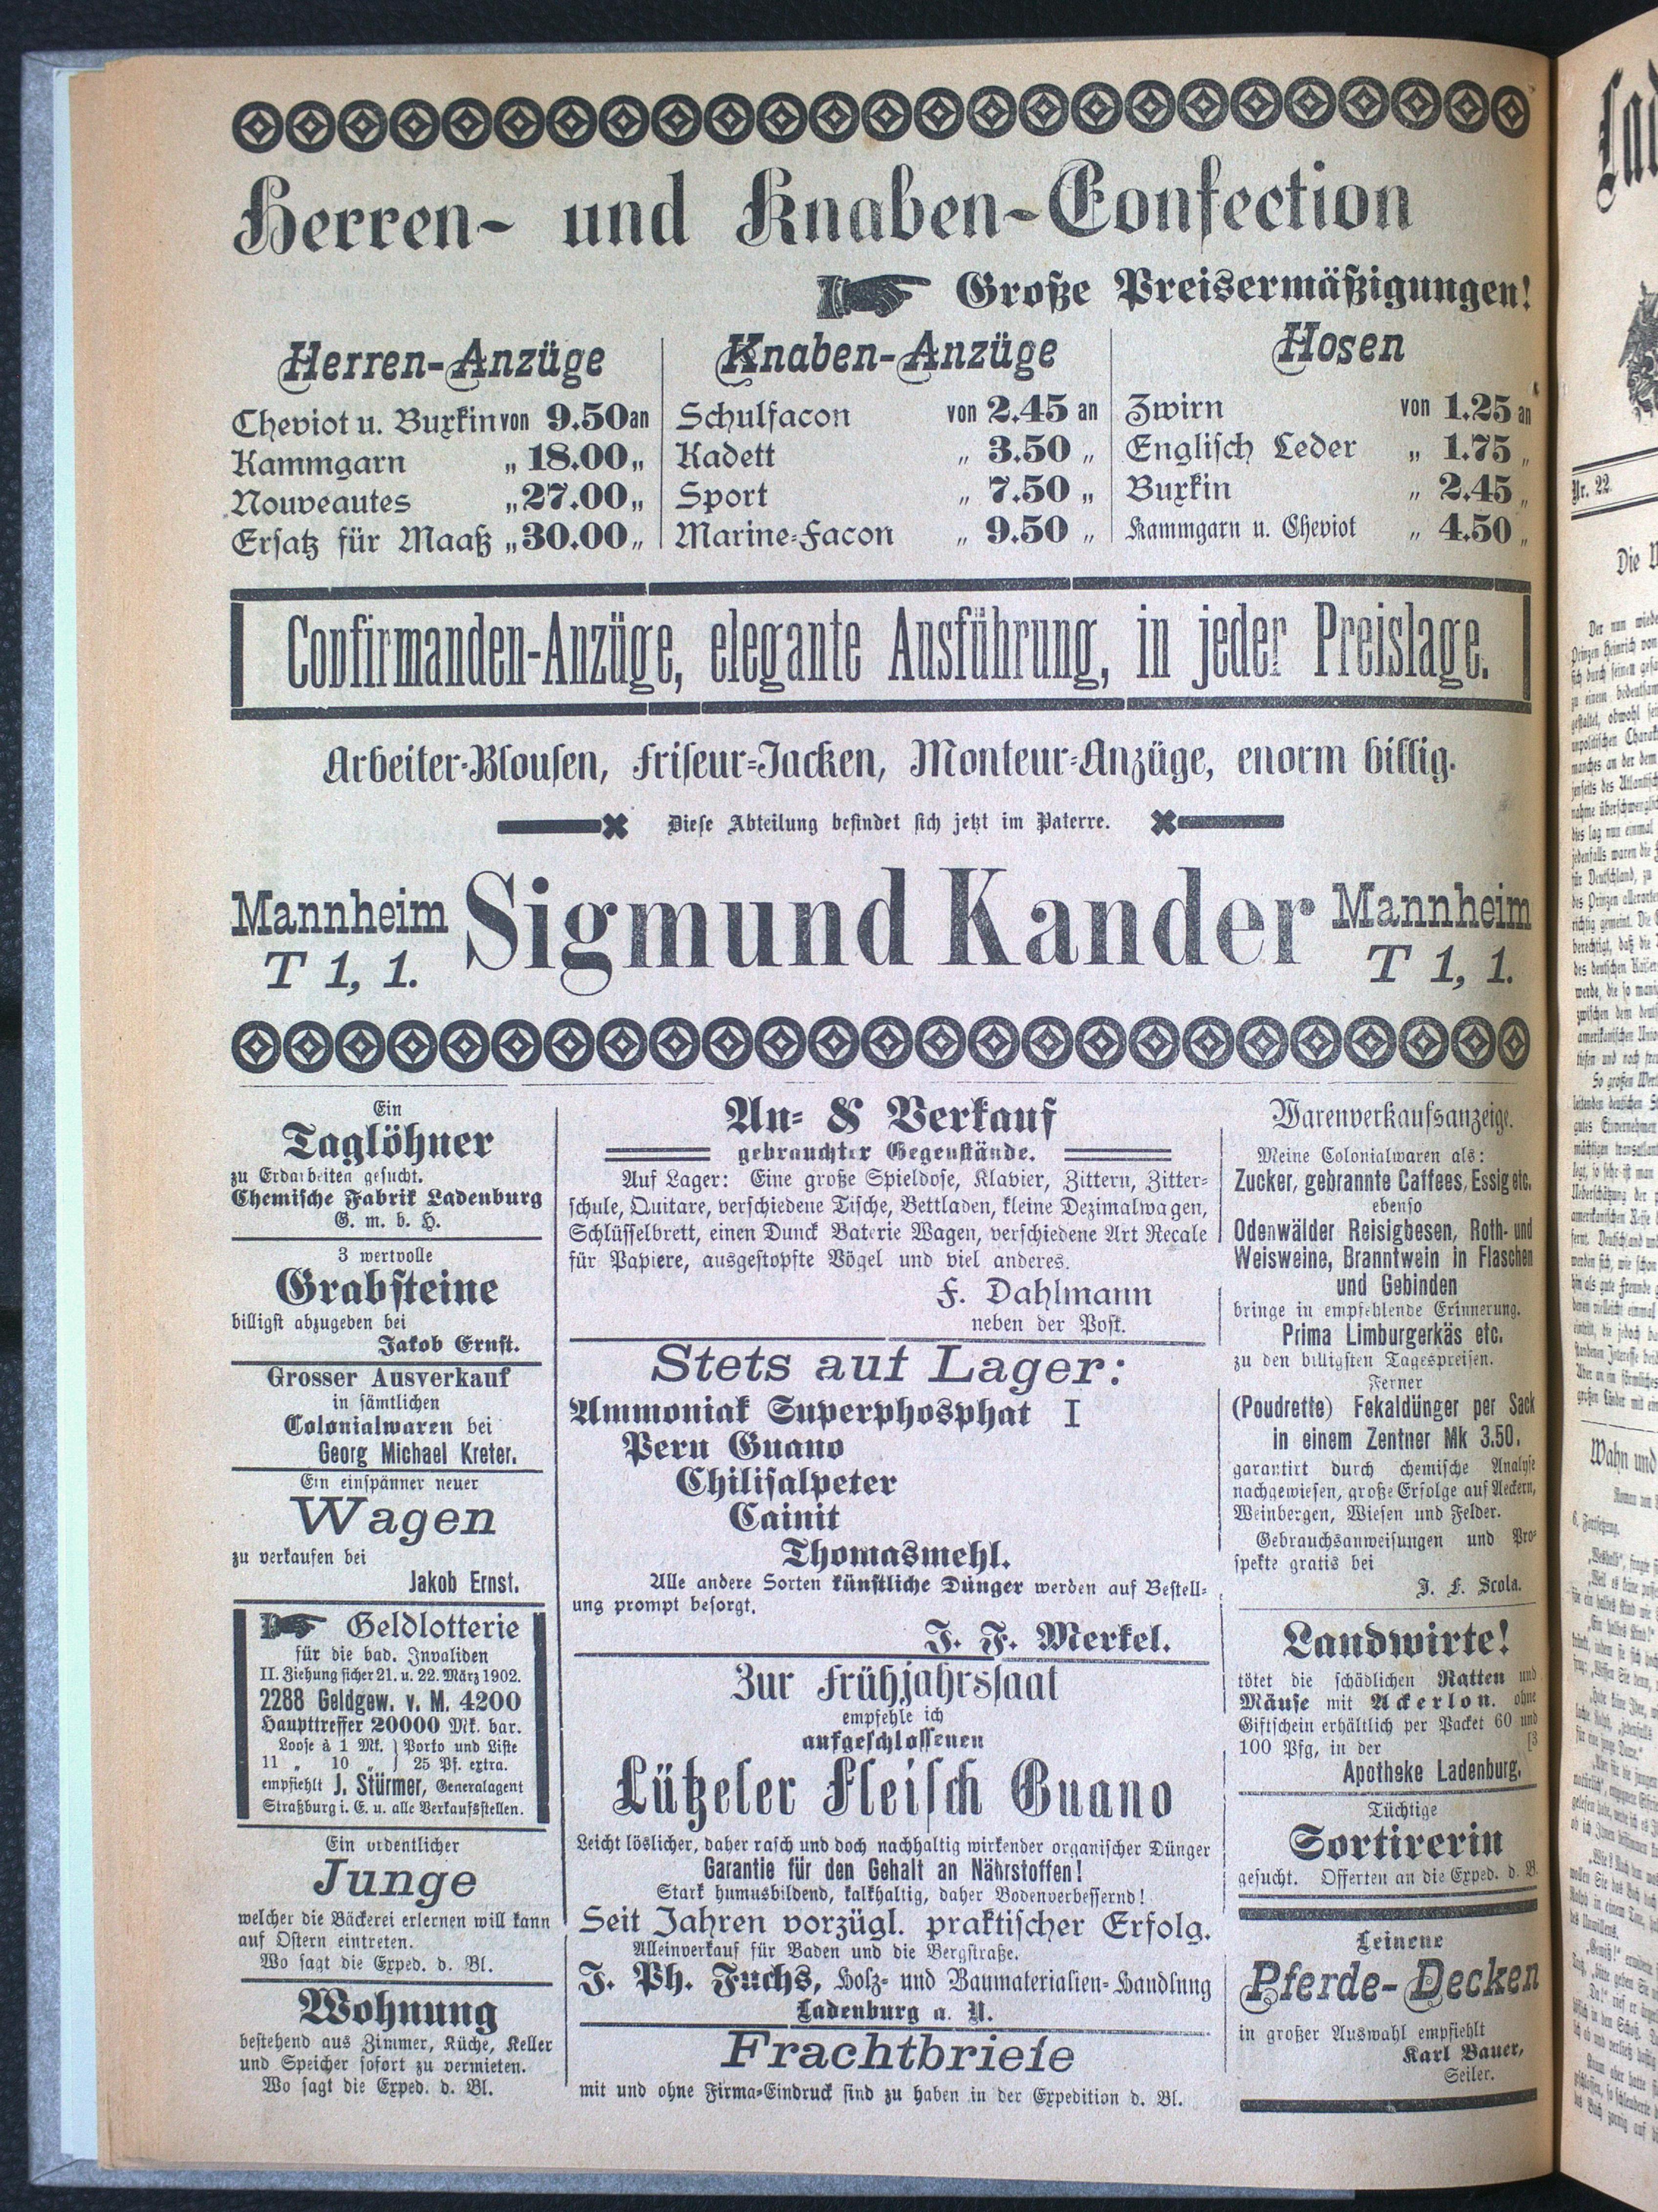 Herren- und Knaben-Confection
Große Preisermäßigungen!
Herren-Anzüge
Cheviot u. Buxkin von 9.50 an
Kammgarn „ 18.00 „
Nouveautes „ 27.00 „
Ersatz für Maaß „ 30.00 „
Knaben-Anzüge
Schulfacon von 2.45 an
Kadett „ 3.50 „
Sport „ 7.50 „
Marine-Facon „ 9.50 „
Hosen
Zwirn von 1.25 an
Englisch Leder „ 1.75 „
Buxkin „ 2.45 „
Kammgarn u. Cheviot „ 4.50 „
Confirmanden-Anzüge, elegante Ausführung, in jeder Preislage.
Arbeiter-Blousen, Friseur-Jacken, Monteur-Anzüge, enorm billig.
Diese Abteilung befindet sich jetzt im Paterre.
Mannheim
T 1, 1.
Sigmund Kander
Mannheim
T 1, 1.
Ein
Taglöhner
zu Erdarbeiten gesucht.
Chemische Fabrik Ladenburg
G. m. b. H.
3 wertvolle
Grabsteine
billigst abzugeben bei
Jakob Ernst.
Grosser Ausverkauf
in sämtlichen
Colonialwaren bei
Georg Michael Kreter.
Ein einspänner neuer
Wagen
zu verkaufen bei
Jakob Ernst.
Geldlotterie
für die bad. Invaliden
II. Ziehung sicher 21. u. 22. März 1902.
2288 Geldgew. v. M. 4200
Haupttreffer 20000 Mk. bar.
Loose à 1 Mk. } Porto und Liste
11 „ 10 „ } 25 Pf. extra.
empfiehlt J. Stürmer, Generalagent
Straßburg i. E. u. alle Verkaufsstellen.
Ein ordentlicher
Junge
welcher die Bäckerei erlernen will kann
auf Ostern eintreten.
Wo sagt die Exped. d. Bl.
Wohnung
bestehend aus Zimmer, Küche, Keller
und Speicher sofort zu vermieten.
Wo sagt die Exped. d. Bl.
An- & Verkauf
gebrauchter Gegenstände.
Auf Lager: Eine große Spieldose, Klavier, Zittern, Zitter-
schule, Quitare, verschiedene Tische, Bettladen, kleine Dezimalwagen,
Schlüsselbrett, einen Dunck Baterie Wagen, verschiedene Art Recale
für Papiere, ausgestopfte Vögel und viel anderes.
F. Dahlmann
neben der Post.
Stets auf Lager:
Ammoniak Superphosphat I
Peru Guano
Chilisalpeter
Cainit
Thomasmehl.
Alle andere Sorten künstliche Dünger werden auf Bestell-
ung prompt besorgt.
J. F. Merkel.
Zur Frühjahrssaat
empfehle ich
aufgeschlossenen
Lützeler Fleisch Guano
Leicht löslicher, daher rasch und doch nachhaltig wirkender organischer Dünger
Garantie für den Gehalt an Nährstoffen!
Stark humusbildend, kalkhaltig, daher Bodenverbessernd!
Seit Jahren vorzügl. praktischer Erfolg.
Alleinverkauf für Baden und die Bergstraße.
J. Ph. Fuchs, Holz- und Baumaterialien-Handlung
Ladenburg a. N.
Frachtbriefe
mit und ohne Firma-Eindruck sind zu haben in der Expedition d. Bl.
Warenverkaufsanzeige.
Meine Colonialwaren als:
Zucker, gebrannte Caffees, Essig etc.
ebenso
Odenwälder Reisigbesen, Roth- und
Weisweine, Branntwein in Flaschen
und Gebinden
bringe in empfehlende Erinnerung.
Prima Limburgerkäs etc.
zu den billigsten Tagespreisen.
Ferner
(Poudrette) Fekaldünger per Sack
in einem Zentner Mk 3.50.
garantirt durch chemische Analyse
nachgewiesen, große Erfolge auf Aeckern,
Weinbergen, Wiesen und Felder.
Gebrauchsanweisungen und Pro-
spekte gratis bei
J. F. Scola.
Landwirte!
tötet die schädlichen Ratten und
Mäuse mit Ackerlon. ohne
Giftschein erhältlich per Packet 60 und
100 Pfg, in der [3
Apotheke Ladenburg.
Tüchtige
Sortirerin
gesucht. Offerten an die Exped. d. B.
Leinene
Pferde-Decken
in großer Auswahl empfiehlt
Karl Bauer,
Seiler.
Nr. 22